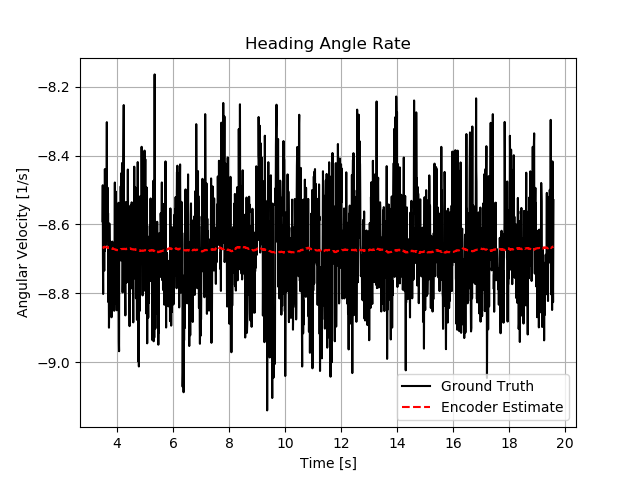 Heading Angle Rate
Angular Velocity [1/s]
−8.2
−8.4
−8.6
−8.8
−9.0
4 6 8 10 12 14 16 18 20
Time [s]
Ground Truth
Encoder Estimate